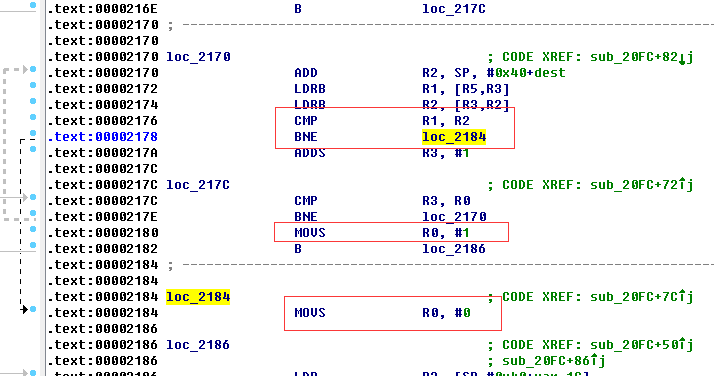 .text:0000216E B loc_217C
.text:00002170 ; ---------------------------------------------------------------------------
.text:00002170
.text:00002170 loc_2170 ; CODE XREF: sub_20FC+82↓j
.text:00002170 ADD R2, SP, #0x40+dest
.text:00002172 LDRB R1, [R5,R3]
.text:00002174 LDRB R2, [R3,R2]
.text:00002176 CMP R1, R2
.text:00002178 BNE loc_2184
.text:0000217A ADDS R3, #1
.text:0000217C
.text:0000217C loc_217C ; CODE XREF: sub_20FC+72↑j
.text:0000217C CMP R3, R0
.text:0000217E BNE loc_2170
.text:00002180 MOVS R0, #1
.text:00002182 B loc_2186
.text:00002184 ; ---------------------------------------------------------------------------
.text:00002184
.text:00002184 loc_2184 ; CODE XREF: sub_20FC+7C↑j
.text:00002184 MOVS R0, #0
.text:00002186
.text:00002186 loc_2186 ; CODE XREF: sub_20FC+50↑j
.text:00002186 ; sub_20FC+86↑j
.text:00002186 LDR